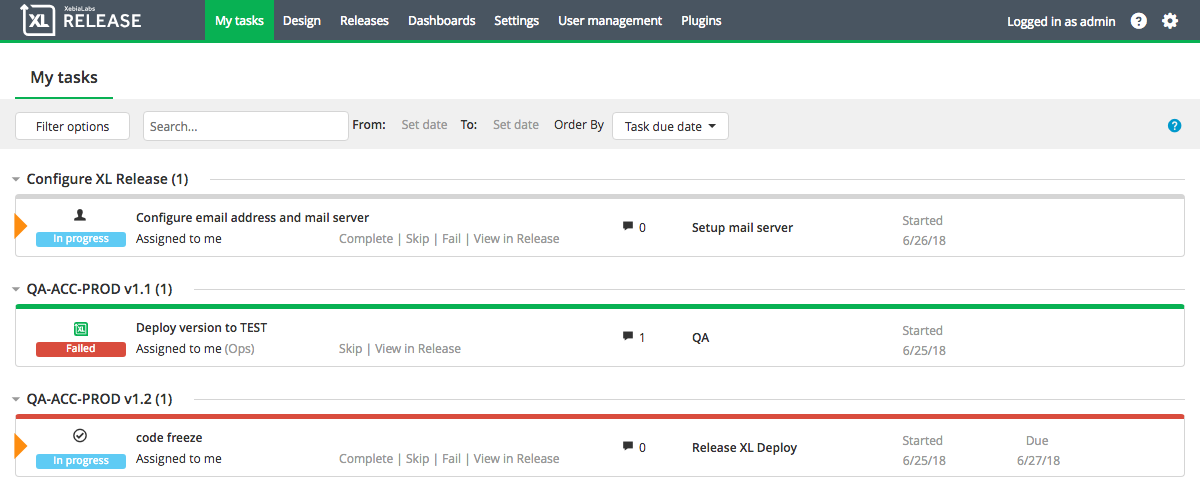 XebiaLabs
XL RELEASE My tasks Design Releases Dashboards Settings User management Plugins Logged in as admin ?
My tasks
Filter options Search... From: Set date To: Set date Order By Task due date ?
Configure XL Release (1)
Configure email address and mail server
In progress Assigned to me Complete | Skip | Fail | View in Release 0 Setup mail server Started 6/26/18
QA-ACC-PROD v1.1 (1)
XL Deploy version to TEST
Failed Assigned to me (Ops) Skip | View in Release 1 QA Started 6/25/18
QA-ACC-PROD v1.2 (1)
code freeze
In progress Assigned to me Complete | Skip | Fail | View in Release 0 Release XL Deploy Started 6/25/18 Due 6/27/18